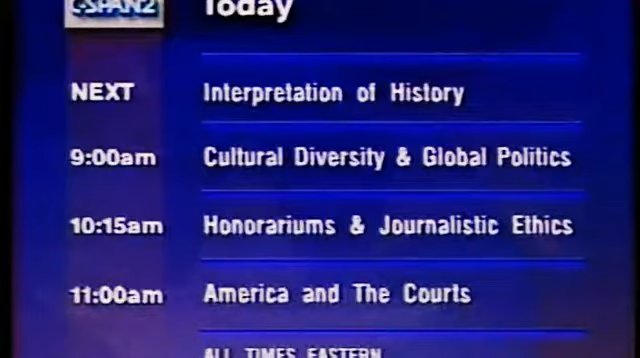 C-SPAN2 Today
NEXT Interpretation of History
9:00am Cultural Diversity & Global Politics
10:15am Honorariums & Journalistic Ethics
11:00am America and The Courts
ALL TIMES EASTERN